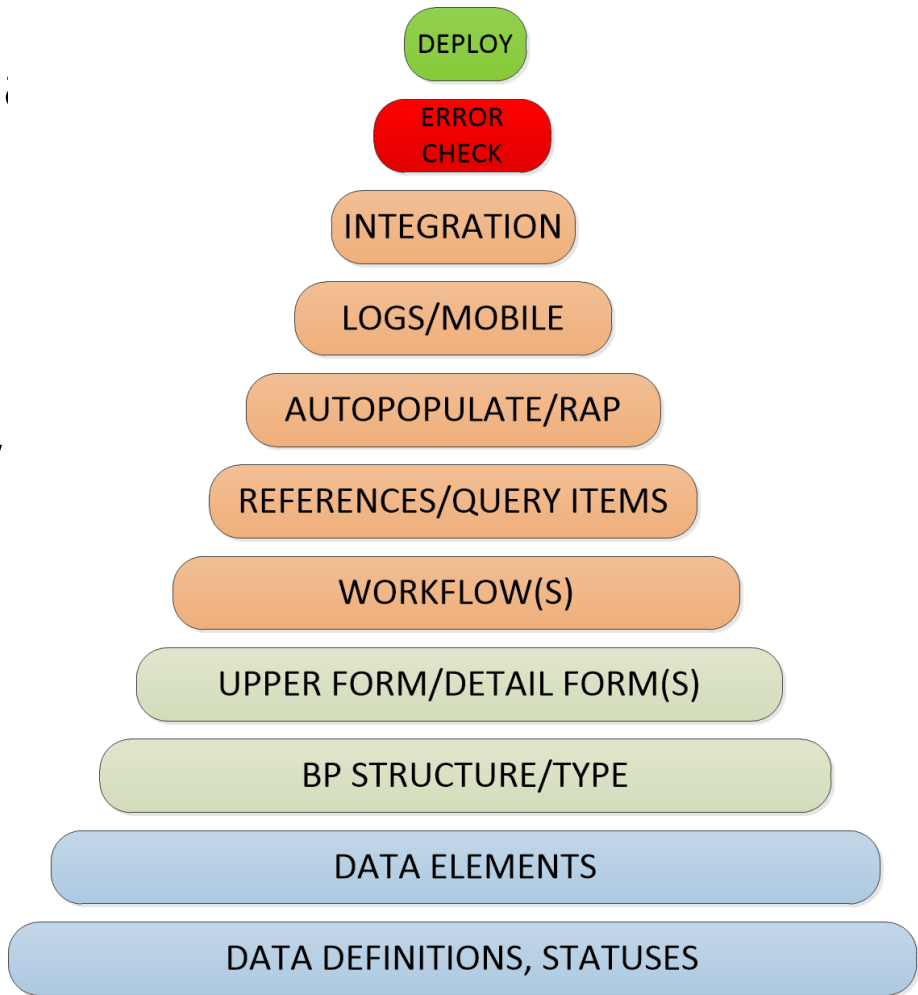 DEPLOY
ERROR
CHECK
INTEGRATION
LOGS/MOBILE
AUTOPOPULATE/RAP
REFERENCES/QUERY ITEMS
WORKFLOW(S)
UPPER FORM/DETAIL FORM(S)
BP STRUCTURE/TYPE
DATA ELEMENTS
DATA DEFINITIONS, STATUSES